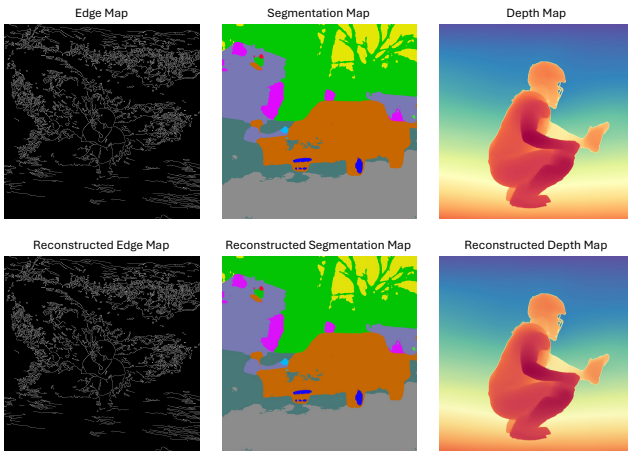 Edge Map
Segmentation Map
Depth Map
Reconstructed Edge Map
Reconstructed Segmentation Map
Reconstructed Depth Map